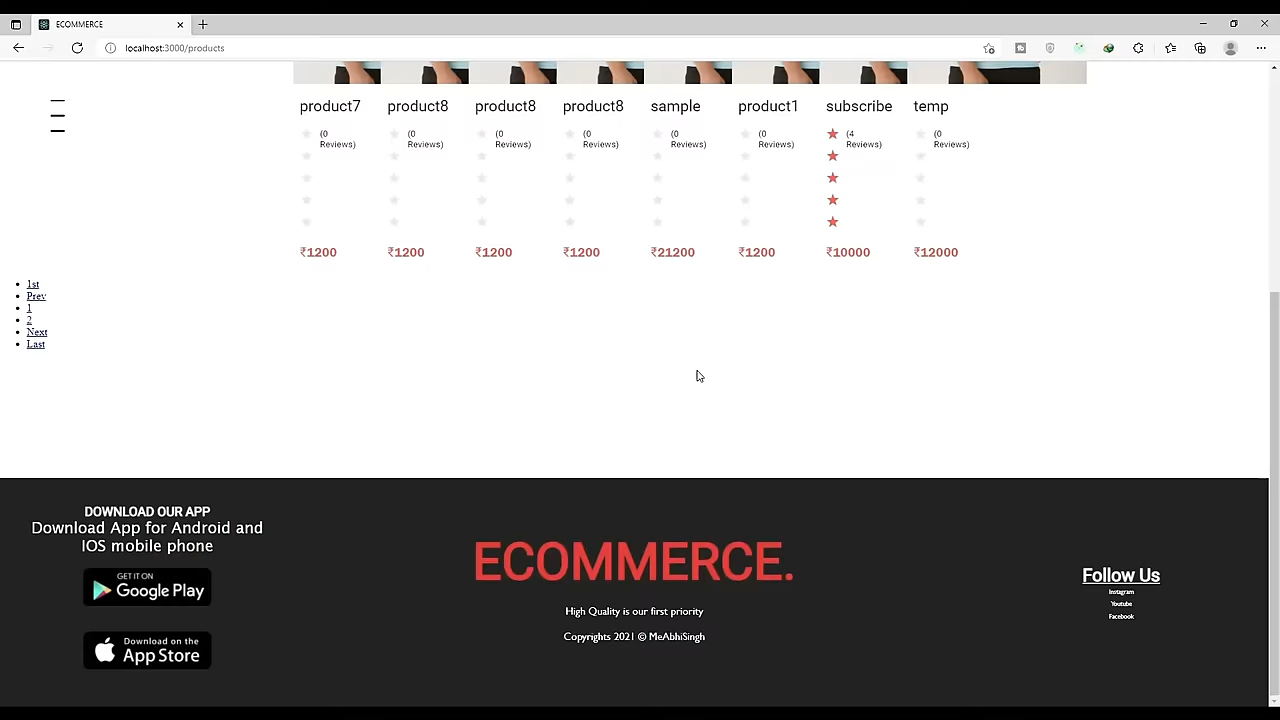 ECOMMERCE
localhost:3000/products
product7 product8 product8 product8 sample product1 subscribe temp
(0 (0 (0 (0 (0 (0 (4 (0
Reviews) Reviews) Reviews) Reviews) Reviews) Reviews) Reviews) Reviews)
₹1200 ₹1200 ₹1200 ₹1200 ₹21200 ₹1200 ₹10000 ₹12000
1st
Prev
1
2
Next
Last
DOWNLOAD OUR APP
Download App for Android and
IOS mobile phone
GET IT ON
Google Play
Download on the
App Store
ECOMMERCE.
High Quality is our first priority
Copyrights 2021 © MeAbhiSingh
Follow Us
Instagram
Youtube
Facebook